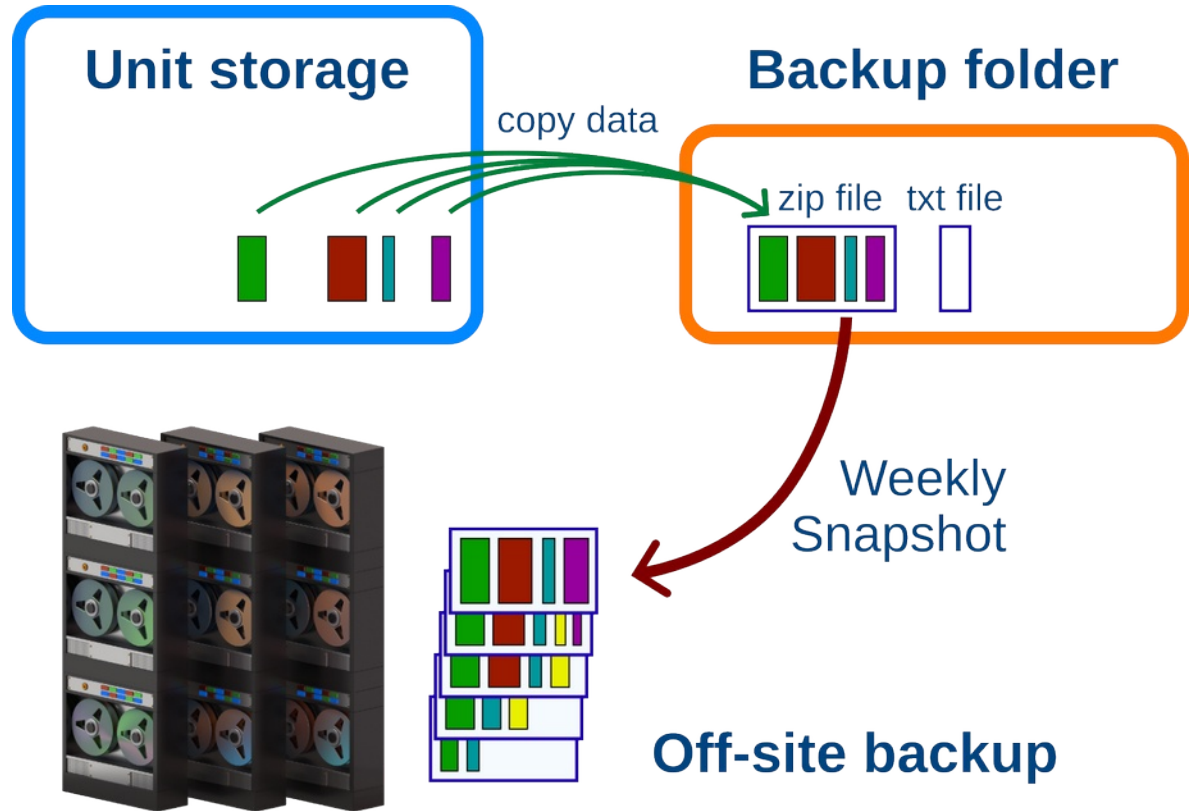 Unit storage
Backup folder
copy data
zip file
txt file
Weekly
Snapshot
Off-site backup